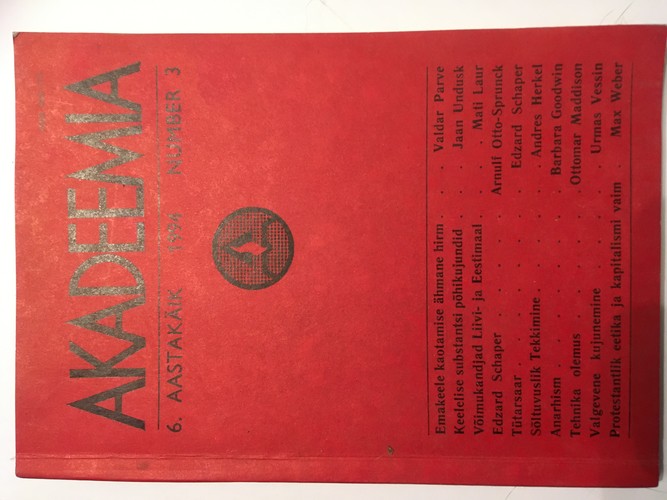 AKADEEMIA
6. AASTAKÄIK 1994 NUMBER 3
Emakeele kaotamise ähmane hirm . . . Valdar Parve
Keelelise substantsi põhikujundid . . . . Jaan Undusk
Võimukandjad Liivi- ja Eestimaal . . . . . Mati Laur
Edzard Schaper . . . . . . . . Arnulf Otto-Sprunck
Tütarsaar . . . . . . . . . . . Edzard Schaper
Sõltuvuslik Tekkimine . . . . . . . . Andres Herkel
Anarhism . . . . . . . . . . . Barbara Goodwin
Tehnika olemus . . . . . . . . Ottomar Maddison
Valgevene kujunemine . . . . . . . . Urmas Vessin
Protestantlik eetika ja kapitalismi vaim . Max Weber